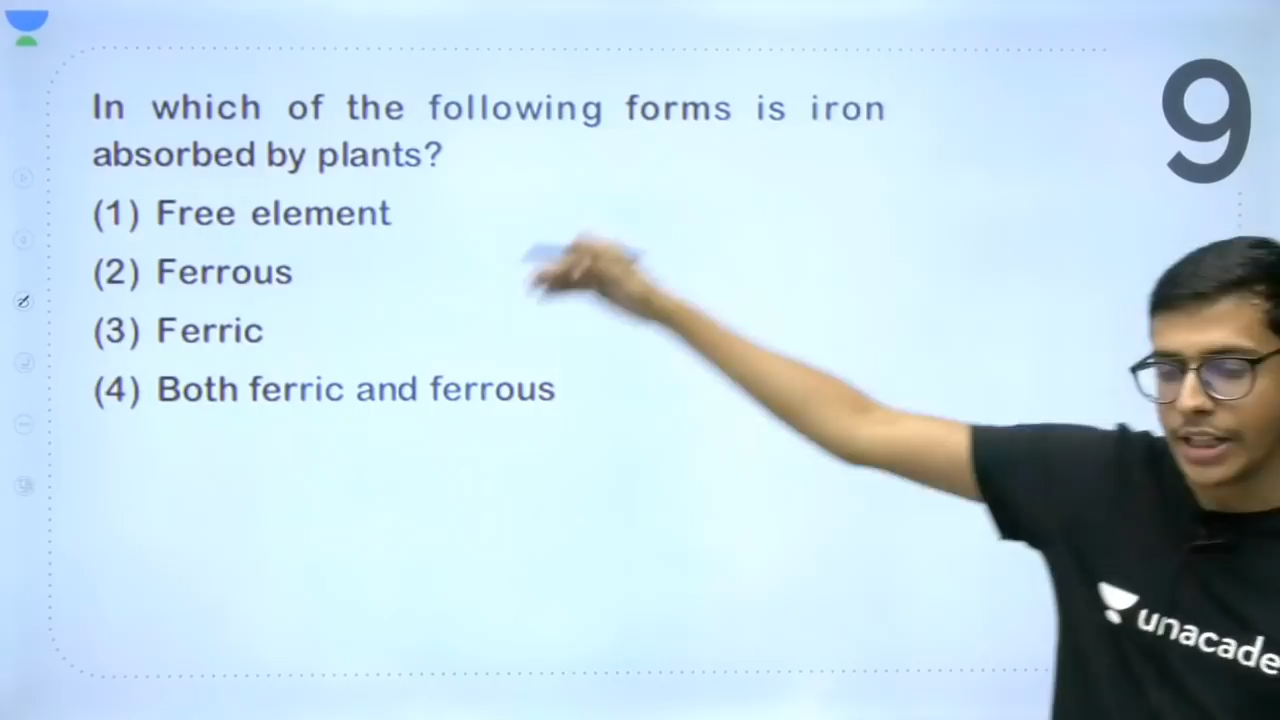 In which of the following forms is iron
absorbed by plants?
(1) Free element
(2) Ferrous
(3) Ferric
(4) Both ferric and ferrous
9
unacade